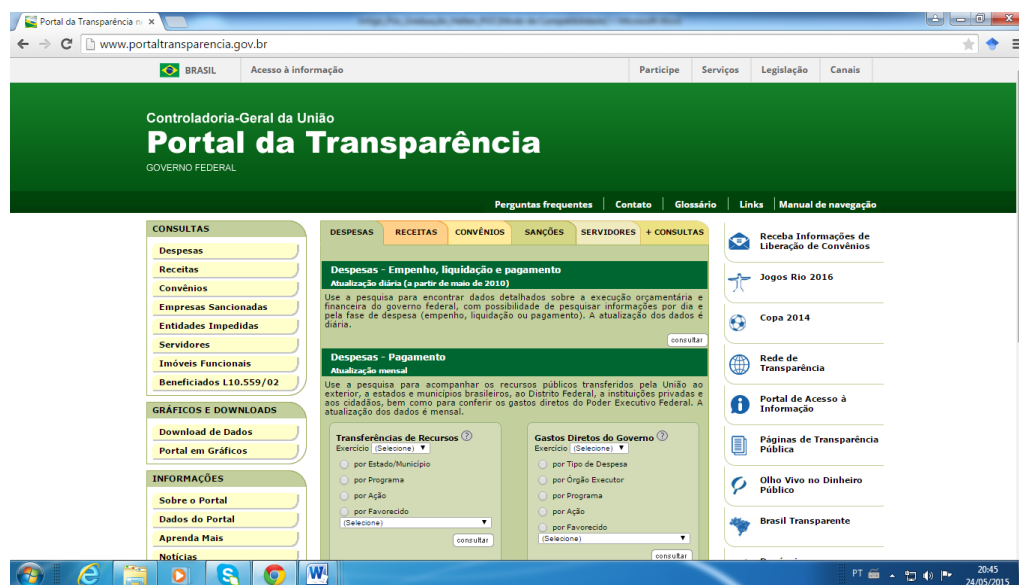 Portal da Transparência n
www.portaltransparencia.gov.br
BRASIL
Acesso à informação
Participe
Serviços
Legislação
Canais
Controladoria-Geral da União
Portal da Transparência
GOVERNO FEDERAL
Perguntas frequentes
Contato
Glossário
Links
Manual de navegação
CONSULTAS
Despesas
Receitas
Convênios
Empresas Sancionadas
Entidades Impedidas
Servidores
Imóveis Funcionais
Beneficiados L10.559/02
GRÁFICOS E DOWNLOADS
Download de Dados
Portal em Gráficos
INFORMAÇÕES
Sobre o Portal
Dados do Portal
Aprenda Mais
Notícias
DESPESAS
RECEITAS
CONVÊNIOS
SANÇÕES
SERVIDORES
+ CONSULTAS
Despesas - Empenho, liquidação e pagamento
Atualização diária (a partir de maio de 2010)
Use a pesquisa para encontrar dados detalhados sobre a execução orçamentária e
financeira do governo federal, com possibilidade de pesquisar informações por dia e
pela fase de despesa (empenho, liquidação ou pagamento). A atualização dos dados é
diária.
consultar
Despesas - Pagamento
Atualização mensal
Use a pesquisa para acompanhar os recursos públicos transferidos pela União ao
exterior, a estados e municípios brasileiros, ao Distrito Federal, a instituições privadas e
aos cidadãos, bem como para conferir os gastos diretos do Poder Executivo Federal. A
atualização dos dados é mensal.
Transferências de Recursos ?
Exercício (Selecione)
por Estado/Município
por Programa
por Ação
por Favorecido
(Selecione)
consultar
Gastos Diretos do Governo ?
Exercício (Selecione)
por Tipo de Despesa
por Órgão Executor
por Programa
por Ação
por Favorecido
(Selecione)
consultar
Receba Informações de
Liberação de Convênios
Jogos Rio 2016
Copa 2014
Rede de
Transparência
Portal de Acesso à
Informação
Páginas de Transparência
Pública
Olho Vivo no Dinheiro
Público
Brasil Transparente
PT
20:45
24/05/2015